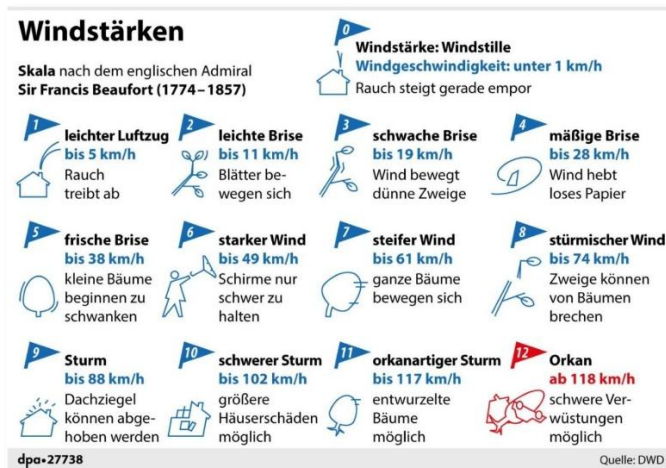 Windstärken
Skala nach dem englischen Admiral
Sir Francis Beaufort (1774–1857)
0
Windstärke: Windstille
Windgeschwindigkeit: unter 1 km/h
Rauch steigt gerade empor
1
leichter Luftzug
bis 5 km/h
Rauch
treibt ab
2
leichte Brise
bis 11 km/h
Blätter be-
wegen sich
3
schwache Brise
bis 19 km/h
Wind bewegt
dünne Zweige
4
mäßige Brise
bis 28 km/h
Wind hebt
loses Papier
5
frische Brise
bis 38 km/h
kleine Bäume
beginnen zu
schwanken
6
starker Wind
bis 49 km/h
Schirme nur
schwer zu
halten
7
steifer Wind
bis 61 km/h
ganze Bäume
bewegen sich
8
stürmischer Wind
bis 74 km/h
Zweige können
von Bäumen
brechen
9
Sturm
bis 88 km/h
Dachziegel
können abge-
hoben werden
10
schwerer Sturm
bis 102 km/h
größere
Häuserschäden
möglich
11
orkanartiger Sturm
bis 117 km/h
entwurzelte
Bäume
möglich
12
Orkan
ab 118 km/h
schwere Ver-
wüstungen
möglich
dpa•27738
Quelle: DWD